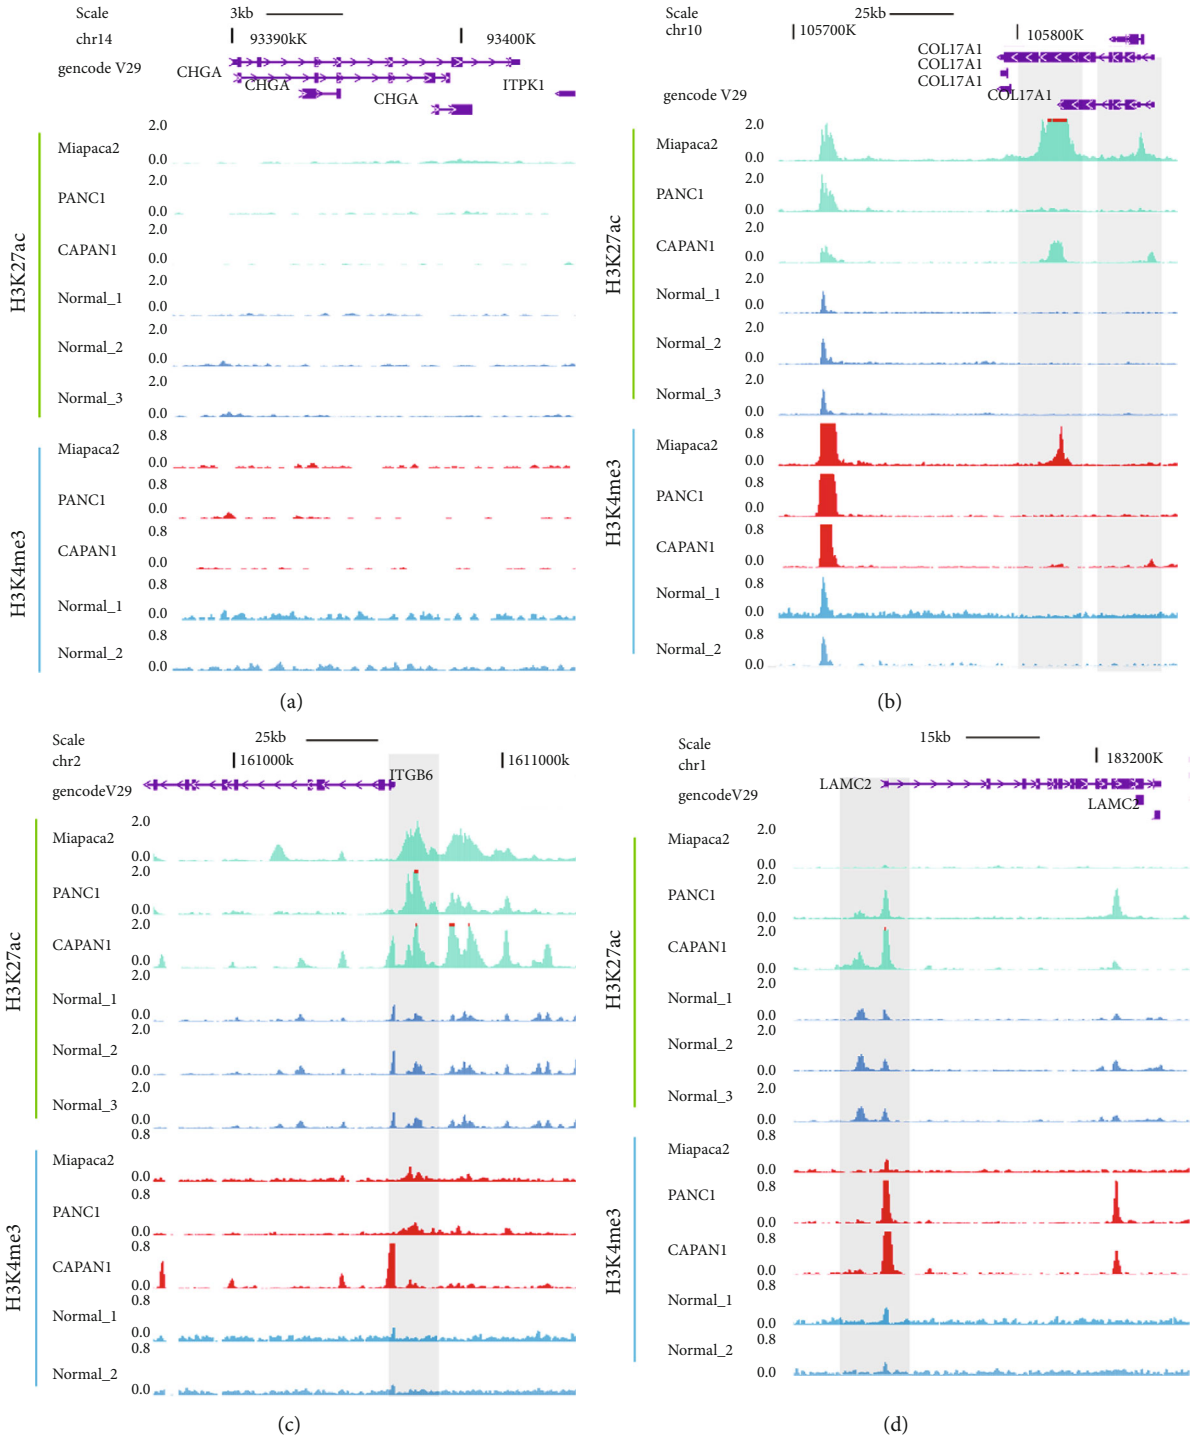 Scale
3kb
chr14
93390kK
93400K
gencode V29
CHGA
CHGA
CHGA
ITPK1
H3K27ac
Miapaca2
2.0
0.0
PANC1
2.0
0.0
CAPAN1
2.0
0.0
Normal_1
2.0
0.0
Normal_2
2.0
0.0
Normal_3
2.0
0.0
H3K4me3
Miapaca2
0.8
0.0
PANC1
0.8
0.0
CAPAN1
0.8
0.0
Normal_1
0.8
0.0
Normal_2
0.8
0.0
(a)
Scale
25kb
chr10
105700K
105800K
COL17A1
COL17A1
COL17A1
gencode V29
COL17A1
H3K27ac
Miapaca2
2.0
0.0
PANC1
2.0
0.0
CAPAN1
2.0
0.0
Normal_1
2.0
0.0
Normal_2
2.0
0.0
Normal_3
2.0
0.0
H3K4me3
Miapaca2
0.8
0.0
PANC1
0.8
0.0
CAPAN1
0.8
0.0
Normal_1
0.8
0.0
Normal_2
0.8
0.0
(b)
Scale
25kb
chr2
161000k
1611000k
ITGB6
gencodeV29
H3K27ac
Miapaca2
2.0
0.0
PANC1
2.0
0.0
CAPAN1
2.0
0.0
Normal_1
2.0
0.0
Normal_2
2.0
0.0
Normal_3
2.0
0.0
H3K4me3
Miapaca2
0.8
0.0
PANC1
0.8
0.0
CAPAN1
0.8
0.0
Normal_1
0.8
0.0
Normal_2
0.8
0.0
(c)
Scale
15kb
chr1
183200K
LAMC2
gencodeV29
LAMC2
H3K27ac
Miapaca2
2.0
0.0
PANC1
2.0
0.0
CAPAN1
2.0
0.0
Normal_1
2.0
0.0
Normal_2
2.0
0.0
Normal_3
2.0
0.0
H3K4me3
Miapaca2
0.8
0.0
PANC1
0.8
0.0
CAPAN1
0.8
0.0
Normal_1
0.8
0.0
Normal_2
0.8
0.0
(d)